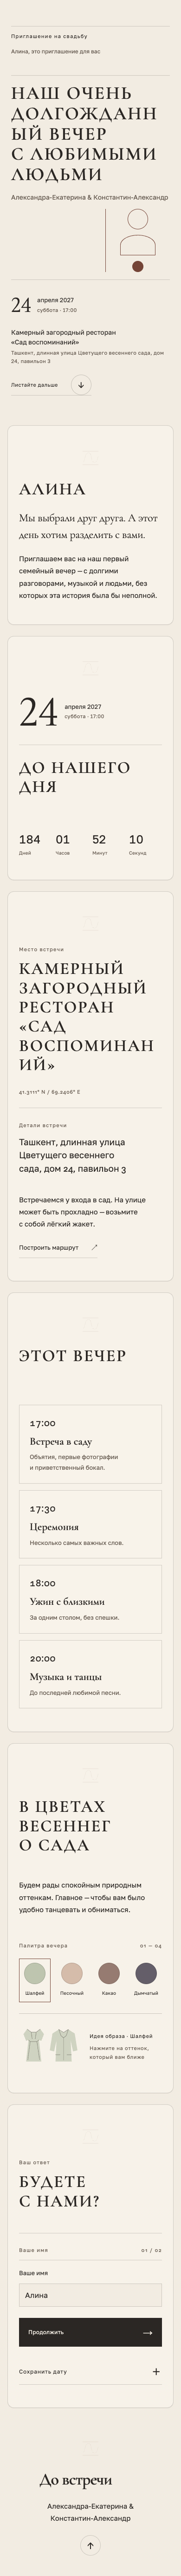 Приглашение на свадьбу
Алина, это приглашение для вас
НАШ ОЧЕНЬ
ДОЛГОЖДАНН
ЫЙ ВЕЧЕР
С ЛЮБИМЫМИ
ЛЮДЬМИ
Александра-Екатерина & Константин-Александр
24
апреля 2027
суббота · 17:00
Камерный загородный ресторан
«Сад воспоминаний»
Ташкент, длинная улица Цветущего весеннего сада, дом
24, павильон 3
Листайте дальше
АЛИНА
Мы выбрали друг друга. А этот
день хотим разделить с вами.
Приглашаем вас на наш первый
семейный вечер — с долгими
разговорами, музыкой и людьми, без
которых эта история была бы неполной.
24
апреля 2027
суббота · 17:00
ДО НАШЕГО
ДНЯ
184 01 52 10
Дней Часов Минут Секунд
Место встречи
КАМЕРНЫЙ
ЗАГОРОДНЫЙ
РЕСТОРАН
«САД
ВОСПОМИНАН
ИЙ»
41.3111° N / 69.2406° E
Детали встречи
Ташкент, длинная улица
Цветущего весеннего
сада, дом 24, павильон 3
Встречаемся у входа в сад. На улице
может быть прохладно — возьмите
с собой лёгкий жакет.
Построить маршрут
ЭТОТ ВЕЧЕР
17:00
Встреча в саду
Объятия, первые фотографии
и приветственный бокал.
17:30
Церемония
Несколько самых важных слов.
18:00
Ужин с близкими
За одним столом, без спешки.
20:00
Музыка и танцы
До последней любимой песни.
В ЦВЕТАХ
ВЕСЕННЕГ
О САДА
Будем рады спокойным природным
оттенкам. Главное — чтобы вам было
удобно танцевать и обниматься.
Палитра вечера 01 — 04
Шалфей Песочный Какао Дымчатый
Идея образа · Шалфей
Нажмите на оттенок,
который вам ближе
Ваш ответ
БУДЕТЕ
С НАМИ?
Ваше имя 01 / 02
Ваше имя
Алина
Продолжить
Сохранить дату
До встречи
Александра-Екатерина &
Константин-Александр